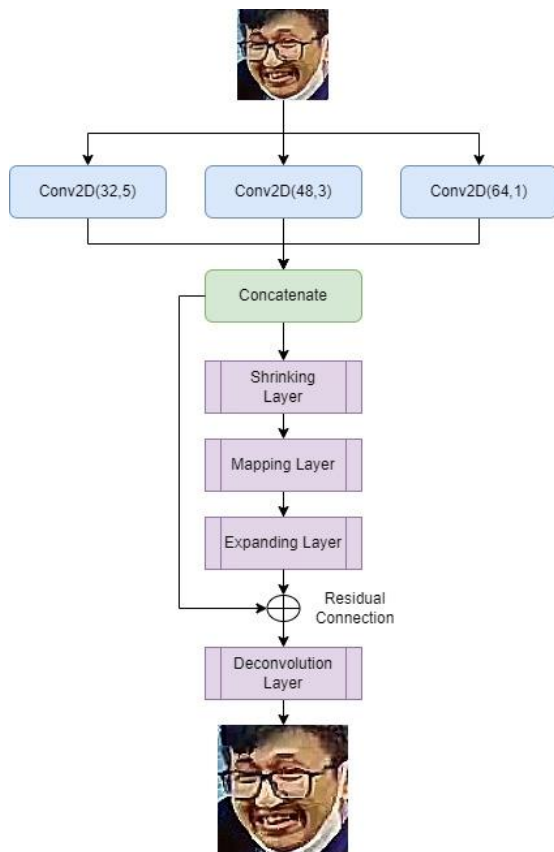 Conv2D(32,5)
Conv2D(48,3)
Conv2D(64,1)
Concatenate
Shrinking
Layer
Mapping Layer
Expanding Layer
Residual
Connection
Deconvolution
Layer